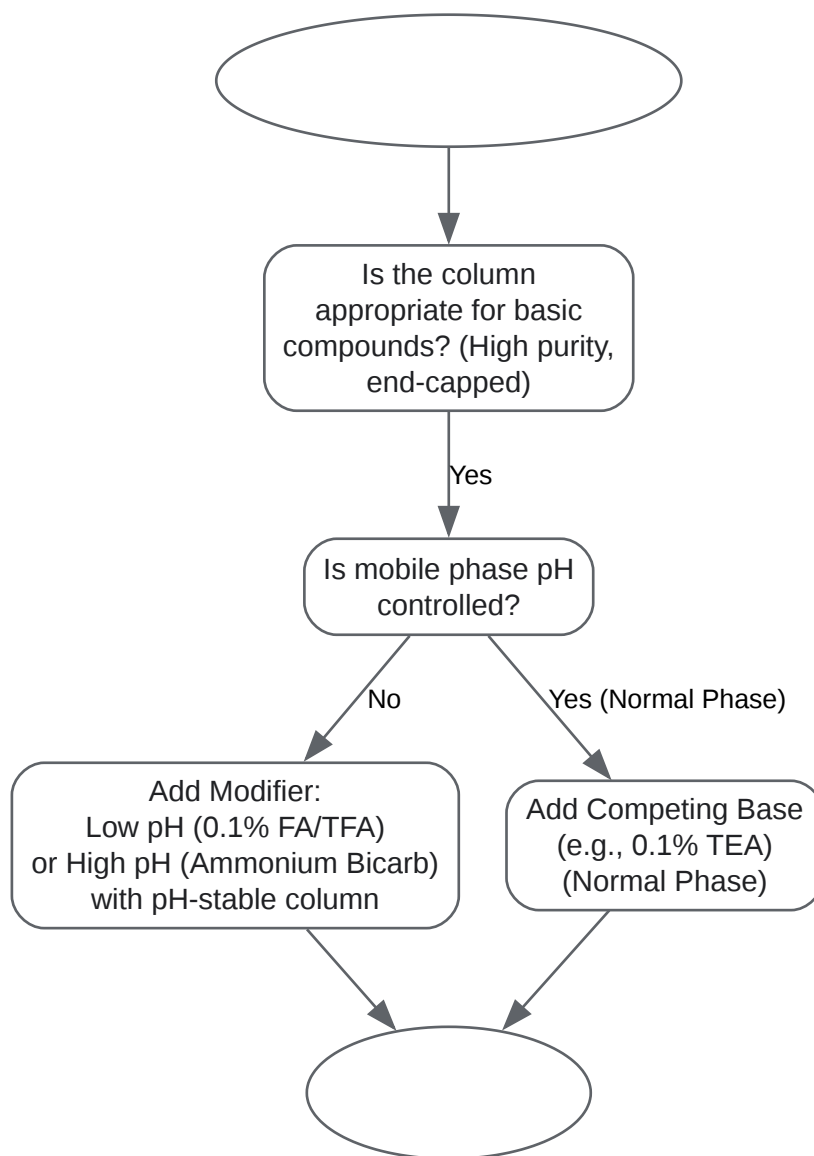 Is the column
appropriate for basic
compounds? (High purity,
end-capped)
Yes
Is mobile phase pH
controlled?
No
Yes (Normal Phase)
Add Modifier:
Low pH (0.1% FA/TFA)
or High pH (Ammonium Bicarb)
with pH-stable column
Add Competing Base
(e.g., 0.1% TEA)
(Normal Phase)